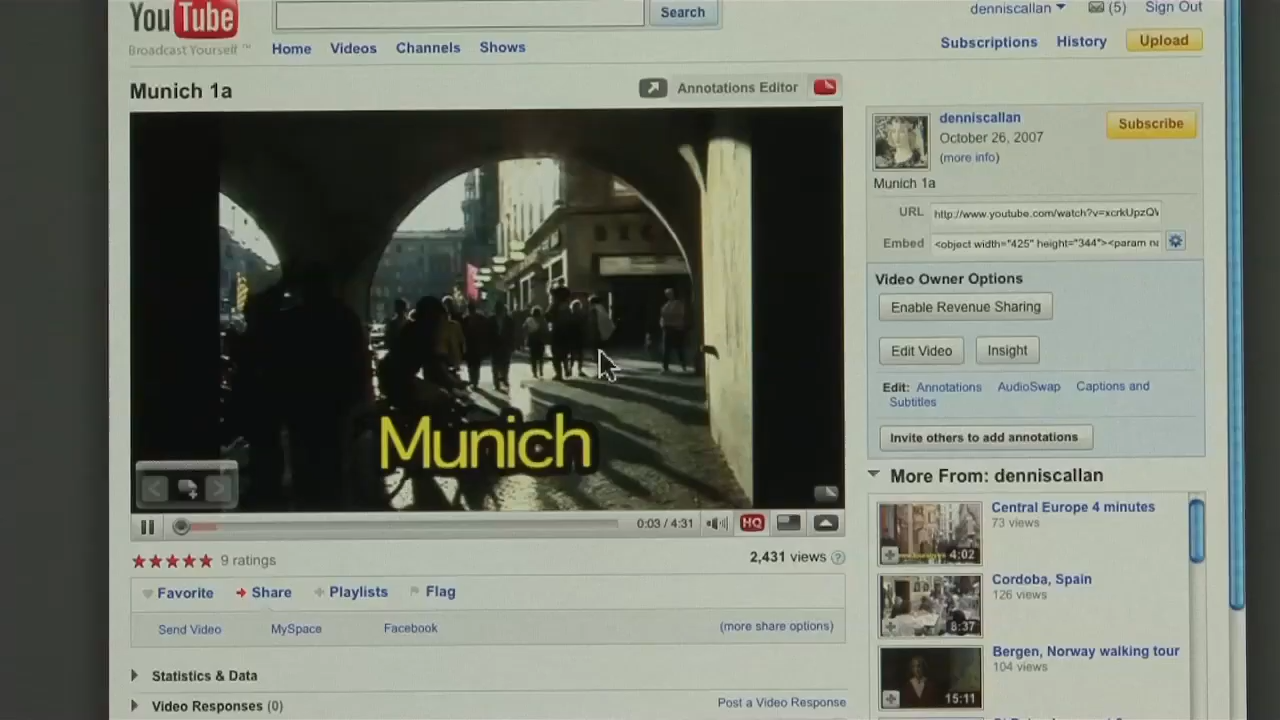 YouTube
Search
denniscallan
(5)
Sign Out
Broadcast Yourself ™
Home
Videos
Channels
Shows
Subscriptions
History
Upload
Munich 1a
Annotations Editor
denniscallan
October 26, 2007
(more info)
Subscribe
Munich 1a
URL
http://www.youtube.com/watch?v=xcrkUpzQ
Embed
<object width="425" height="344"><param
Video Owner Options
Enable Revenue Sharing
Edit Video
Insight
Edit: Annotations AudioSwap Captions and
Subtitles
Invite others to add annotations
Munich
0:03 / 4:31
HQ
9 ratings
2,431 views
?
Favorite
Share
Playlists
Flag
Send Video
MySpace
Facebook
(more share options)
Statistics & Data
Video Responses (0)
Post a Video Response
More From: denniscallan
Central Europe 4 minutes
73 views
4:02
Cordoba, Spain
126 views
8:37
Bergen, Norway walking tour
104 views
15:11